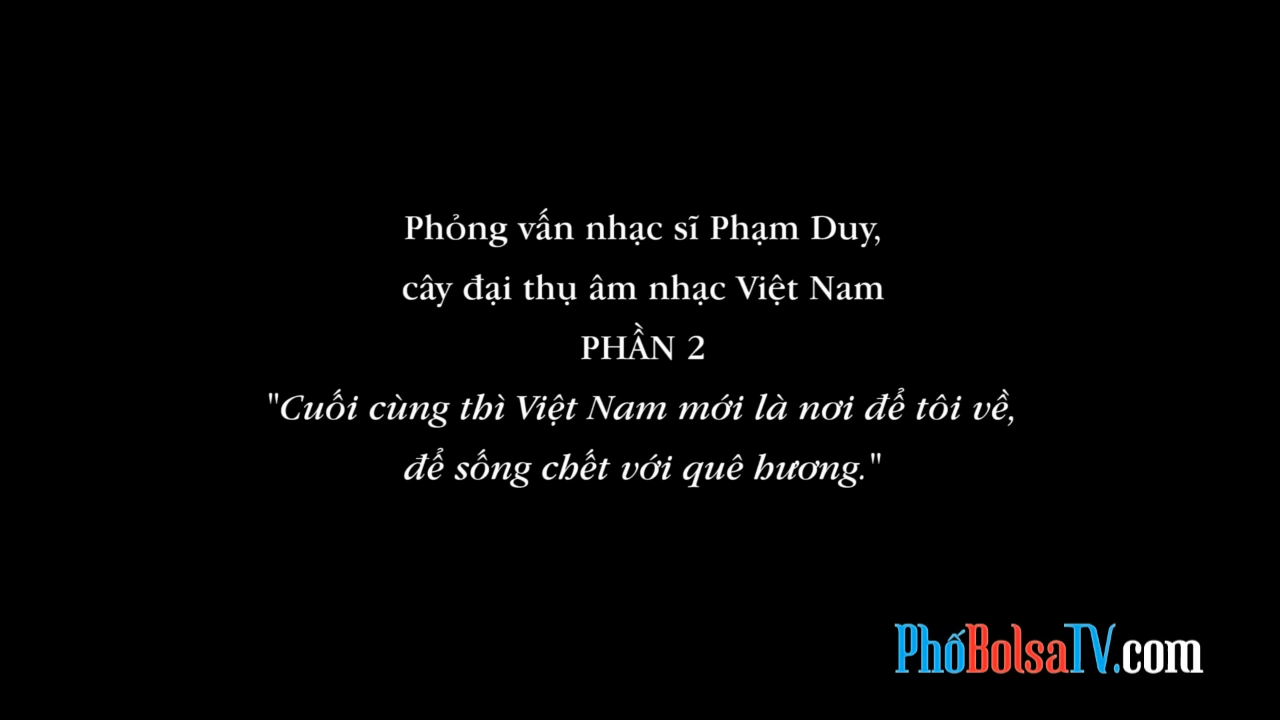 Phỏng vấn nhạc sĩ Phạm Duy,
cây đại thụ âm nhạc Việt Nam
PHẦN 2
"Cuối cùng thì Việt Nam mới là nơi để tôi về,
để sống chết với quê hương."
PhốBolsaTV.com